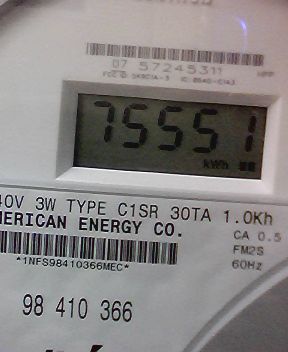 07 57245311
75551
kWh
40V 3W TYPE C1SR 30TA 1.0Kh
MERICAN ENERGY CO.
CA 0.5
FM2S
60Hz
*1NFS98410366MEC*
98 410 366